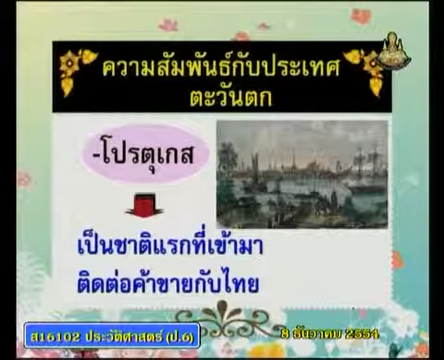 ความสัมพันธ์กับประเทศ
ตะวันตก
-โปรตุเกส
เป็นชาติแรกที่เข้ามา
ติดต่อค้าขายกับไทย
ส16102 ประวัติศาสตร์ (ป.6)
8 ธันวาคม 2554